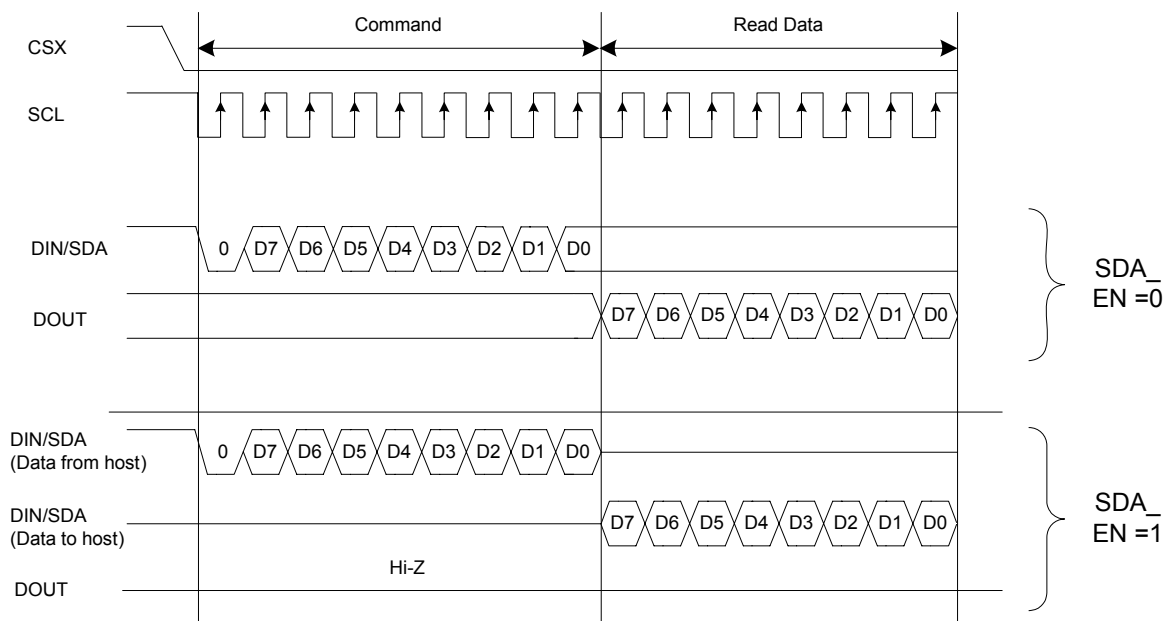 Command
Read Data
CSX
SCL
DIN/SDA
0 D7 D6 D5 D4 D3 D2 D1 D0
DOUT
D7 D6 D5 D4 D3 D2 D1 D0
SDA_
EN =0
DIN/SDA
(Data from host)
0 D7 D6 D5 D4 D3 D2 D1 D0
DIN/SDA
(Data to host)
D7 D6 D5 D4 D3 D2 D1 D0
SDA_
EN =1
Hi-Z
DOUT